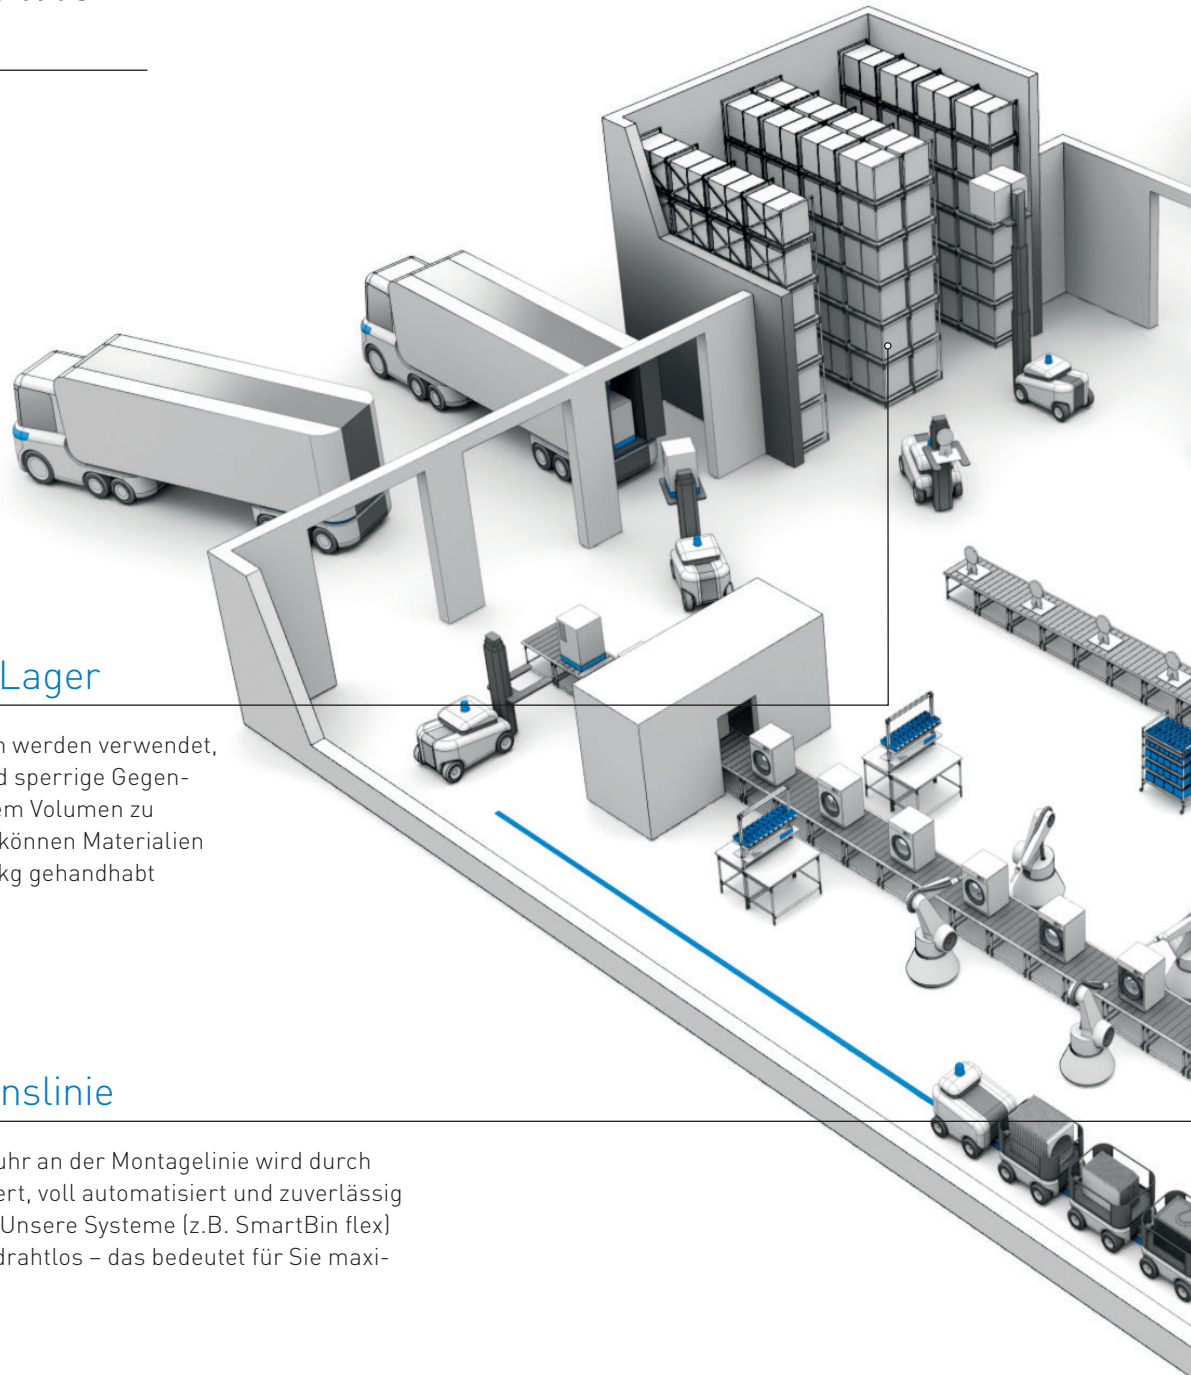 Lager
werden verwendet,
sperrige Gegen-
Volumen zu
können Materialien
kg gehandhabt
nslinie
uhr an der Montagelinie wird durch
ert, voll automatisiert und zuverlässig
Unsere Systeme (z.B. SmartBin flex)
drahtlos – das bedeutet für Sie maxi-